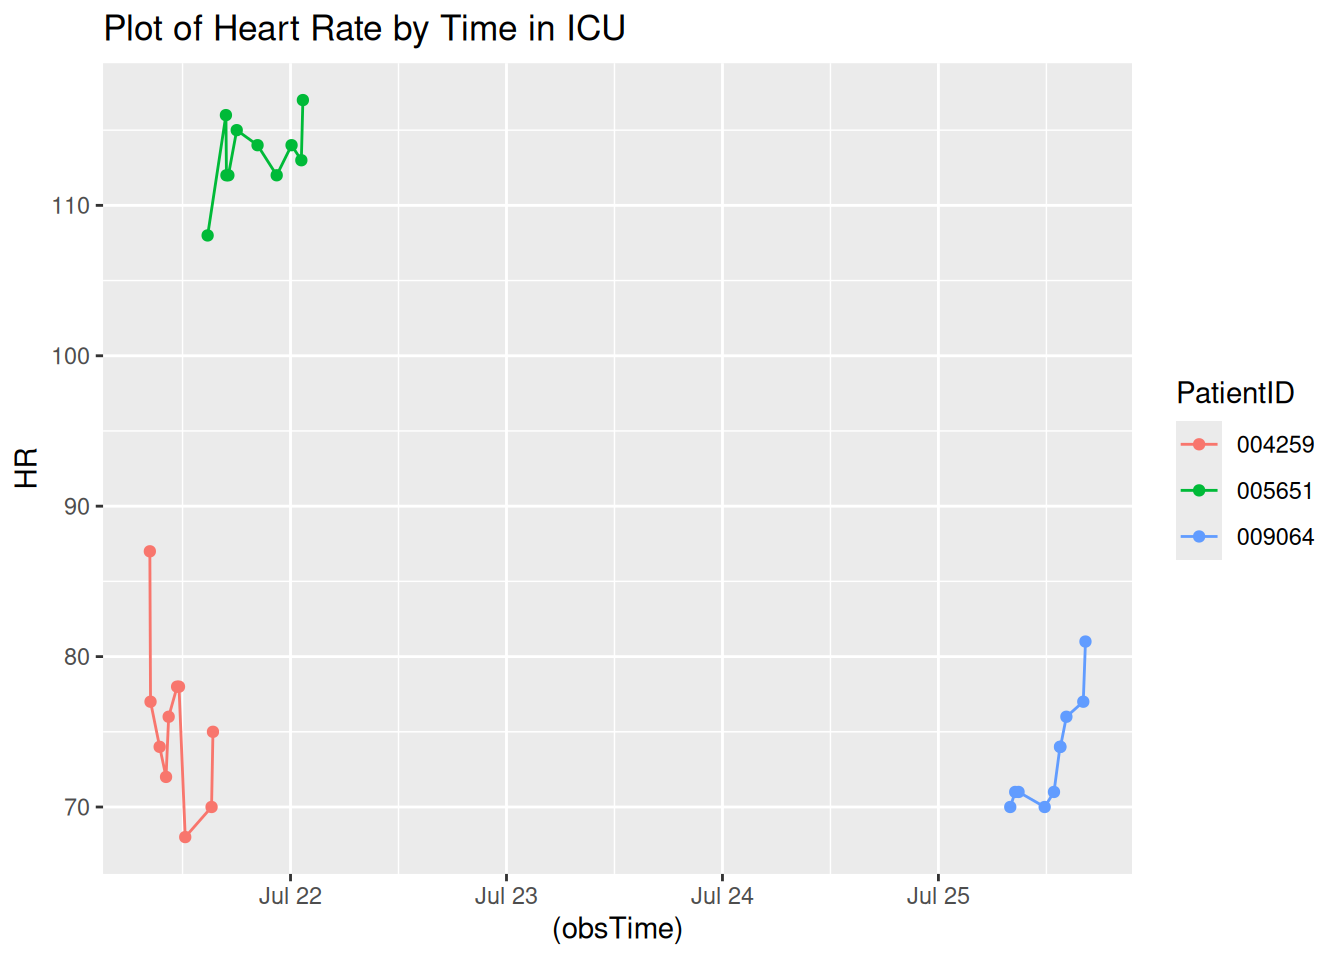 Plot of Heart Rate by Time in ICU
HR
110
100
90
80
70
Jul 22
Jul 23
Jul 24
Jul 25
(obsTime)
PatientID
004259
005651
009064